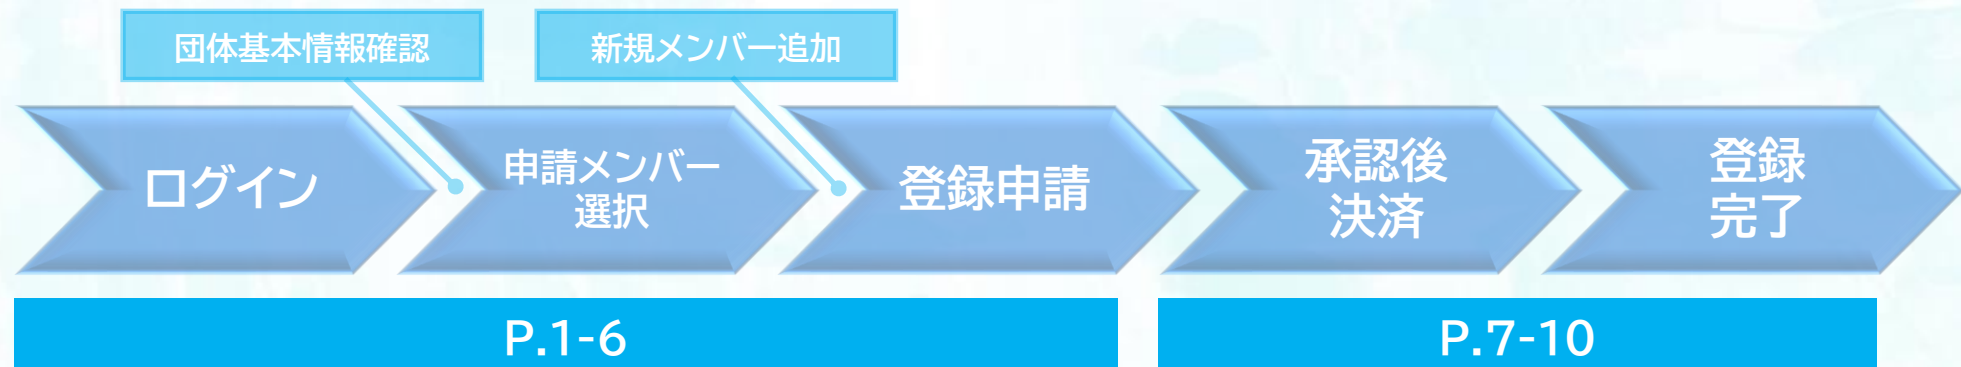 団体基本情報確認
新規メンバー追加
ログイン
申請メンバー
選択
登録申請
承認後
決済
登録
完了
P.1-6
P.7-10